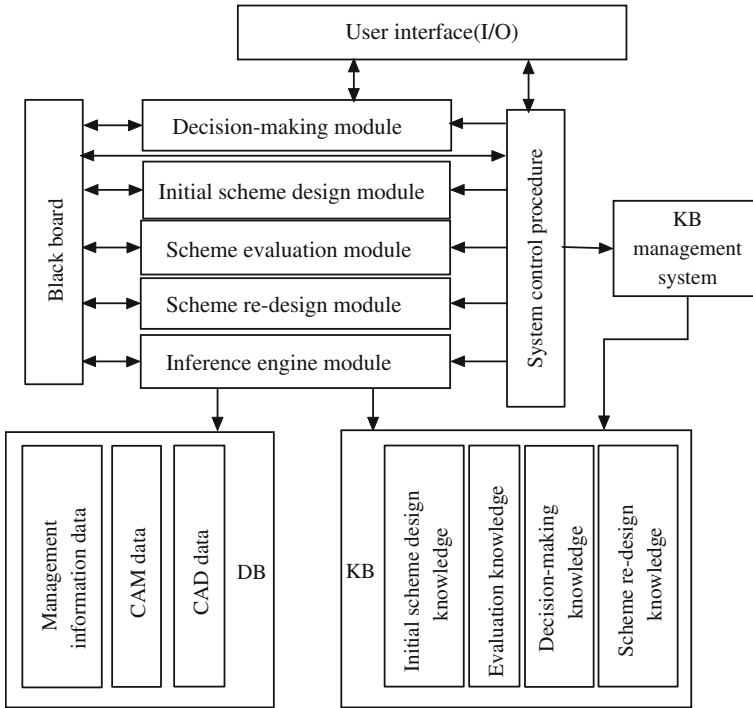 User interface(I/O)
Decision-making module
Initial scheme design module
Scheme evaluation module
Scheme re-design module
Inference engine module
Black board
System control procedure
KB
management
system
Management
information data
CAM data
CAD data
DB
KB
Initial scheme design
knowledge
Evaluation knowledge
Decision-making
knowledge
Scheme re-design
knowledge